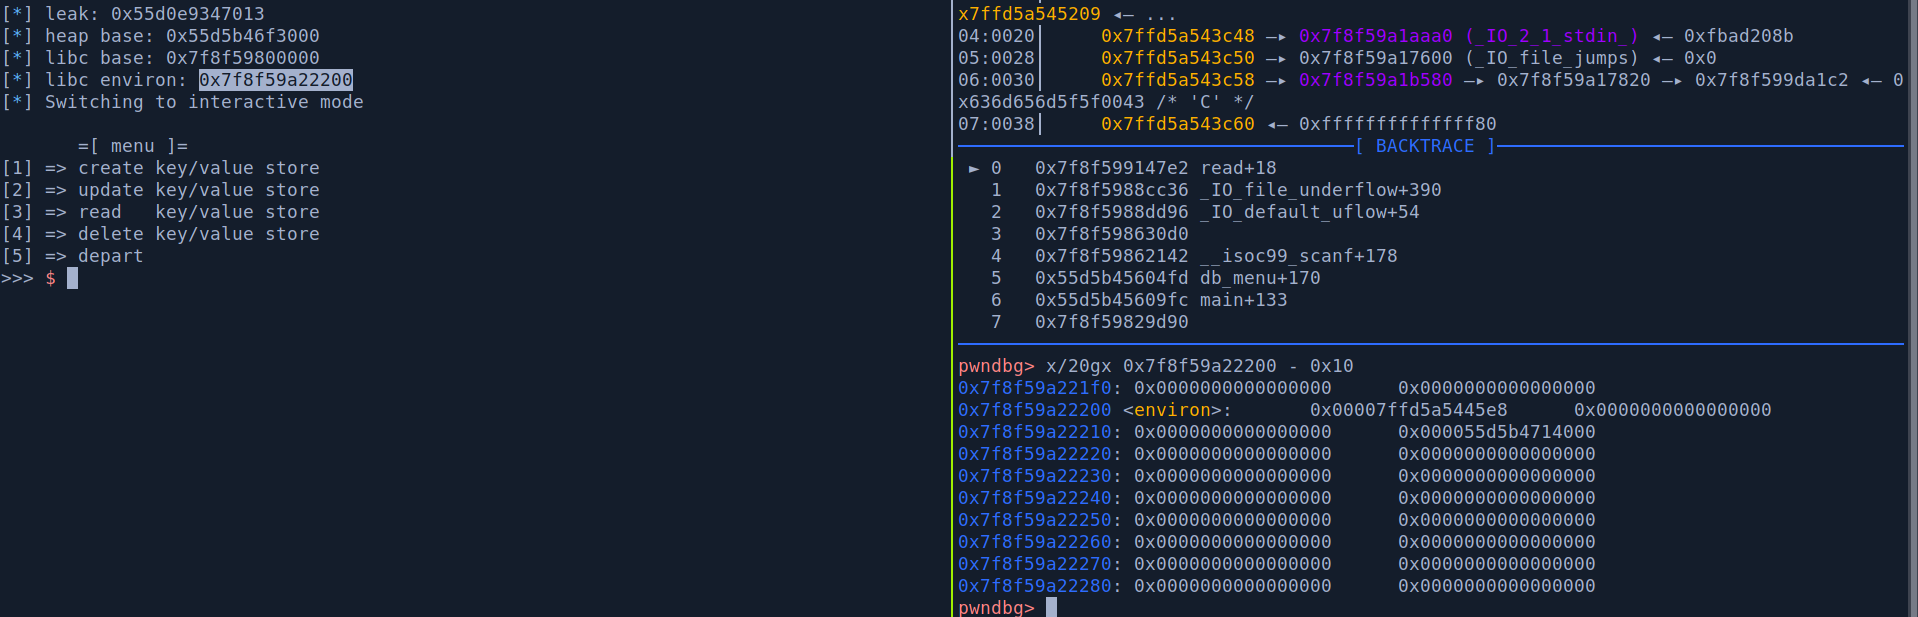 [*] leak: 0x55d0e9347013
[*] heap base: 0x55d5b46f3000
[*] libc base: 0x7f8f59800000
[*] libc environ: 0x7f8f59a22200
[*] Switching to interactive mode
=[ menu ]=
[1] => create key/value store
[2] => update key/value store
[3] => read   key/value store
[4] => delete key/value store
[5] => depart
>>> $
x7ffd5a545209 ◂— ...
04:0020│      0x7ffd5a543c48 —▸ 0x7f8f59a1aaa0 (_IO_2_1_stdin_) ◂— 0xfbad208b
05:0028│      0x7ffd5a543c50 —▸ 0x7f8f59a17600 (_IO_file_jumps) ◂— 0x0
06:0030│      0x7ffd5a543c58 —▸ 0x7f8f59a1b580 —▸ 0x7f8f59a17820 —▸ 0x7f8f599da1c2 ◂— 0
x636d656d5f5f0043 /* 'C' */
07:0038│      0x7ffd5a543c60 ◂— 0xffffffffffffff80
[ BACKTRACE ]
► 0   0x7f8f599147e2 read+18
1   0x7f8f5988cc36 _IO_file_underflow+390
2   0x7f8f5988dd96 _IO_default_uflow+54
3   0x7f8f598630d0
4   0x7f8f59862142 __isoc99_scanf+178
5   0x55d5b45604fd db_menu+170
6   0x55d5b45609fc main+133
7   0x7f8f59829d90
pwndbg> x/20gx 0x7f8f59a22200 - 0x10
0x7f8f59a221f0: 0x0000000000000000      0x0000000000000000
0x7f8f59a22200 <environ>:       0x00007ffd5a5445e8      0x0000000000000000
0x7f8f59a22210: 0x0000000000000000      0x000055d5b4714000
0x7f8f59a22220: 0x0000000000000000      0x0000000000000000
0x7f8f59a22230: 0x0000000000000000      0x0000000000000000
0x7f8f59a22240: 0x0000000000000000      0x0000000000000000
0x7f8f59a22250: 0x0000000000000000      0x0000000000000000
0x7f8f59a22260: 0x0000000000000000      0x0000000000000000
0x7f8f59a22270: 0x0000000000000000      0x0000000000000000
0x7f8f59a22280: 0x0000000000000000      0x0000000000000000
pwndbg>